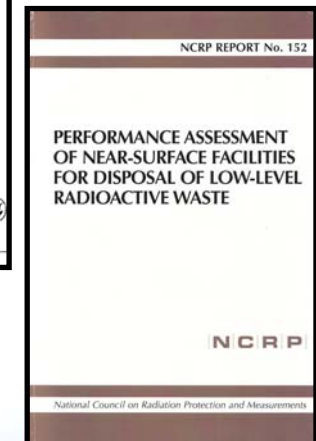 NCRP REPORT No. 152
PERFORMANCE ASSESSMENT
OF NEAR-SURFACE FACILITIES
FOR DISPOSAL OF LOW-LEVEL
RADIOACTIVE WASTE
NCRP
National Council on Radiation Protection and Measurements